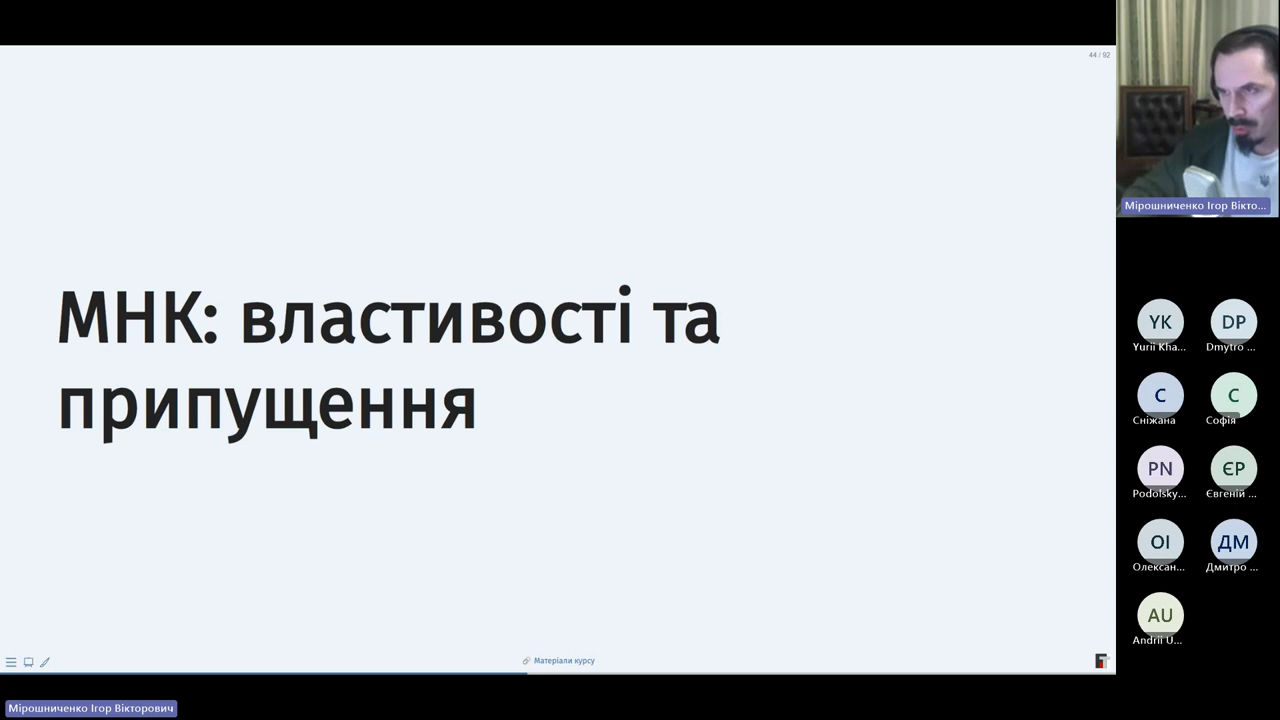 44 / 92
МНК: властивості та
припущення
Матеріали курсу
Мірошниченко Ігор Вікто...
YK
DP
Yurii Kha...
Dmytro ...
С
С
Сніжана
Софія
PN
ЄР
Podolsky...
Євгеній ...
ОІ
ДМ
Олексан...
Дмитро ...
AU
Andrii U...
Мірошниченко Ігор Вікторович